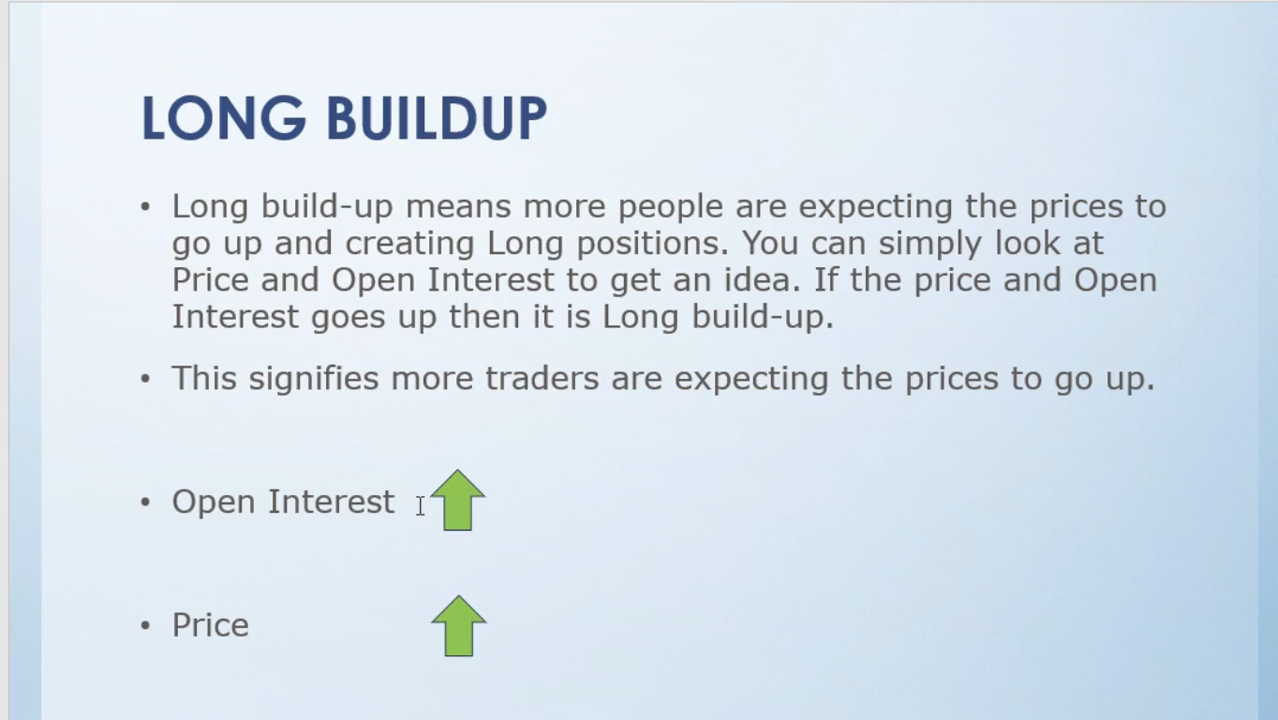 LONG BUILDUP
• Long build-up means more people are expecting the prices to
go up and creating Long positions. You can simply look at
Price and Open Interest to get an idea. If the price and Open
Interest goes up then it is Long build-up.
• This signifies more traders are expecting the prices to go up.
• Open Interest
• Price